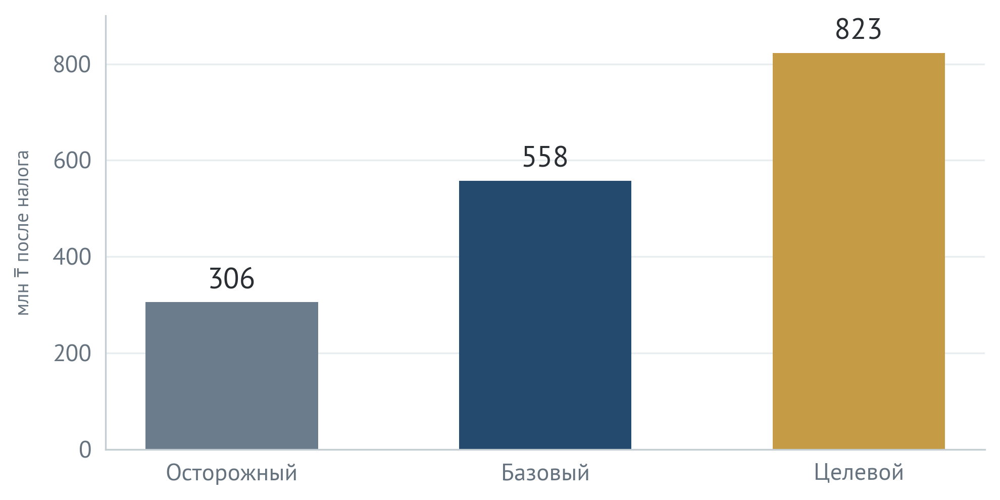 млн ₸ после налога
800
600
400
200
0
306
558
823
Осторожный
Базовый
Целевой